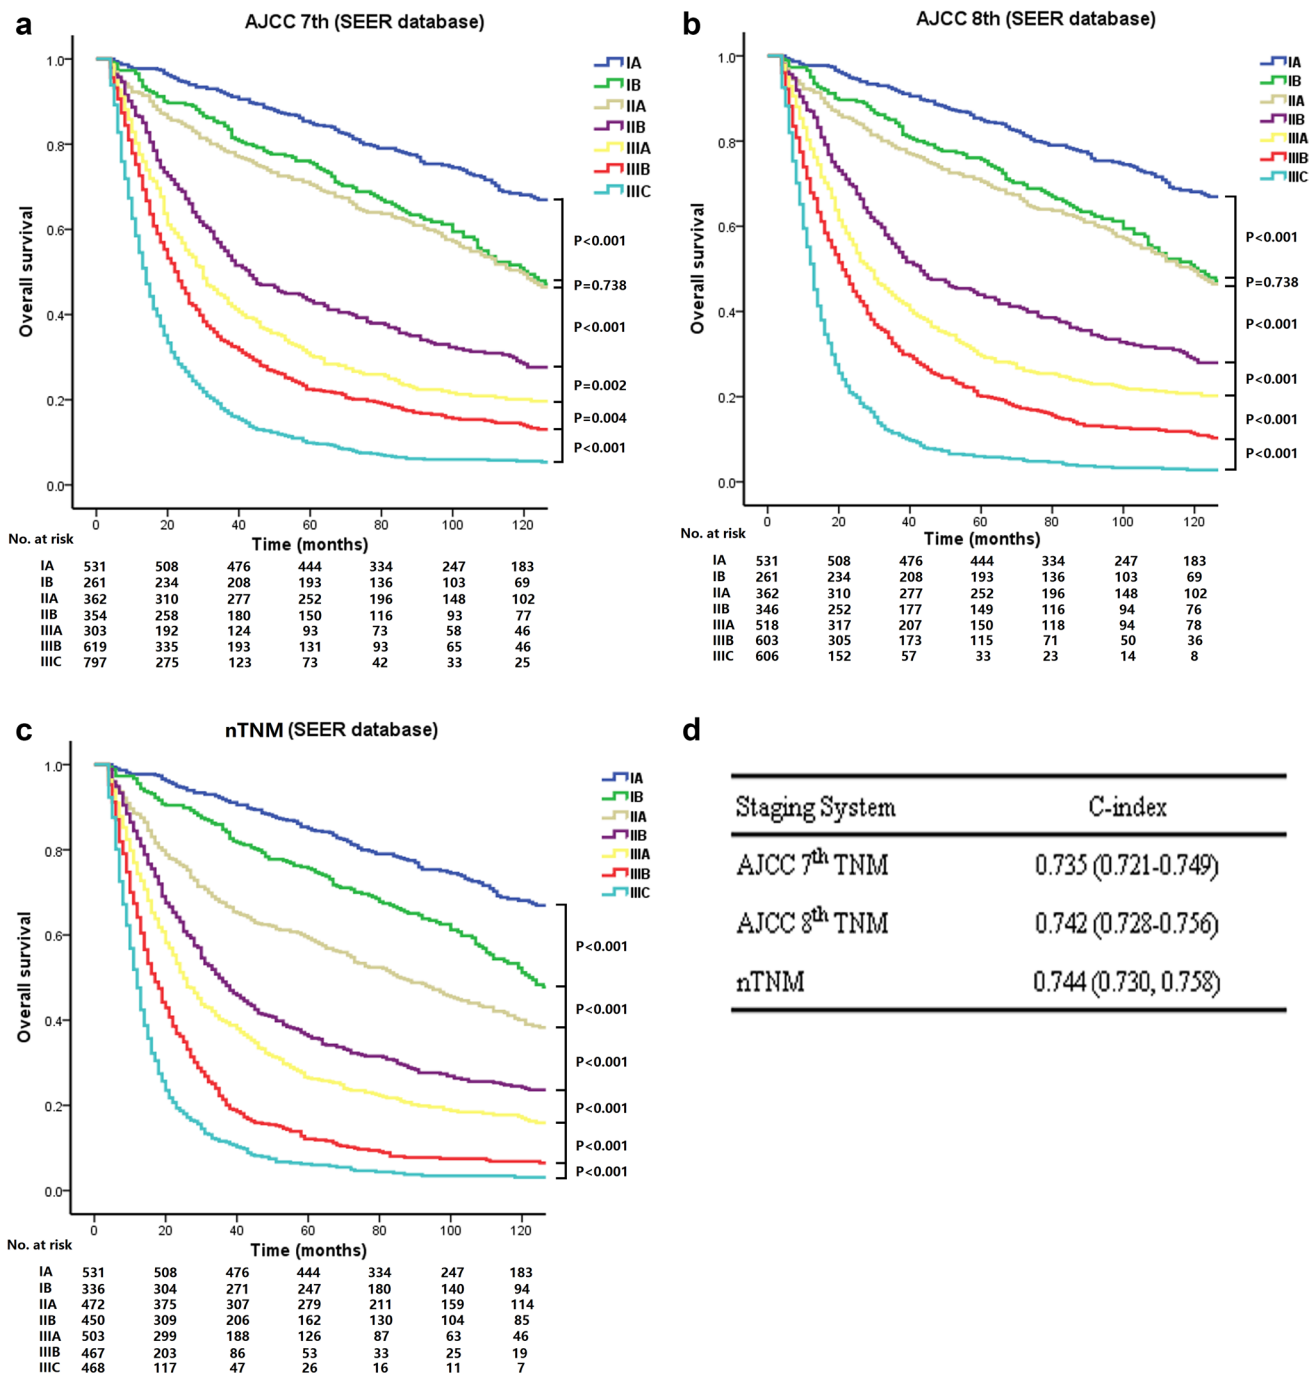 a
AJCC 7th (SEER database)
IA
IB
IIA
IIB
IIIA
IIIB
IIIC
Overall survival
1.0
0.8
0.6
0.4
0.2
0.0
P<0.001
P=0.738
P<0.001
P=0.002
P=0.004
P<0.001
0 20 40 60 80 100 120
Time (months)
No. at risk
IA 531 508 476 444 334 247 183
IB 261 234 208 193 136 103 69
IIA 362 310 277 252 196 148 102
IIB 354 258 180 150 116 93 77
IIIA 303 192 124 93 73 58 46
IIIB 619 335 193 131 93 65 46
IIIC 797 275 123 73 42 33 25
b
AJCC 8th (SEER database)
IA
IB
IIA
IIB
IIIA
IIIB
IIIC
Overall survival
1.0
0.8
0.6
0.4
0.2
0.0
P<0.001
P=0.738
P<0.001
P<0.001
P<0.001
P<0.001
0 20 40 60 80 100 120
Time (months)
No. at risk
IA 531 508 476 444 334 247 183
IB 261 234 208 193 136 103 69
IIA 362 310 277 252 196 148 102
IIB 346 252 177 149 116 94 76
IIIA 518 317 207 150 118 94 78
IIIB 603 305 173 115 71 50 36
IIIC 606 152 57 33 23 14 8
c
nTNM (SEER database)
IA
IB
IIA
IIB
IIIA
IIIB
IIIC
Overall survival
1.0
0.8
0.6
0.4
0.2
0.0
P<0.001
P<0.001
P<0.001
P<0.001
P<0.001
P<0.001
0 20 40 60 80 100 120
Time (months)
No. at risk
IA 531 508 476 444 334 247 183
IB 336 304 271 247 180 140 94
IIA 472 375 307 279 211 159 114
IIB 450 309 206 162 130 104 85
IIIA 503 299 188 126 87 63 46
IIIB 467 203 86 53 33 25 19
IIIC 468 117 47 26 16 11 7
d
Staging System C-index
AJCC 7th TNM 0.735 (0.721-0.749)
AJCC 8th TNM 0.742 (0.728-0.756)
nTNM 0.744 (0.730, 0.758)